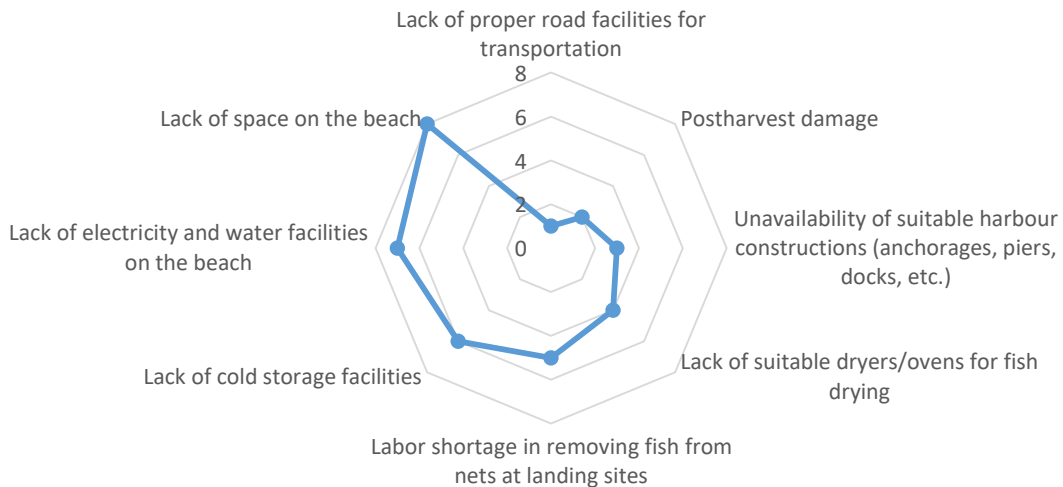 Lack of proper road facilities for
transportation
8
Lack of space on the beach
6
Postharvest damage
4
2
Lack of electricity and water facilities
on the beach
0
Unavailability of suitable harbour
constructions (anchorages, piers,
docks, etc.)
Lack of cold storage facilities
Lack of suitable dryers/ovens for fish
drying
Labor shortage in removing fish from
nets at landing sites